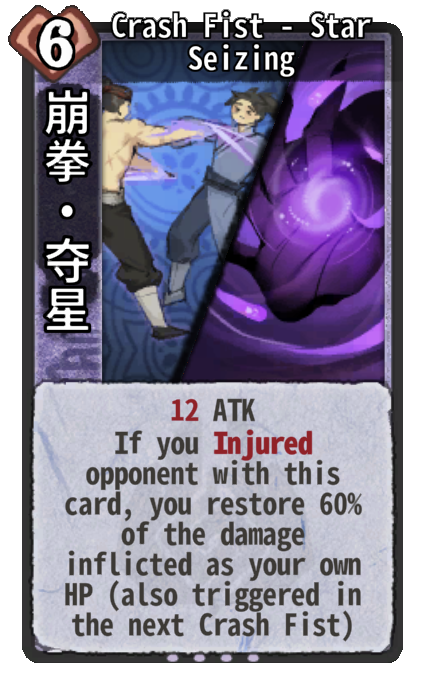 6
Crash Fist - Star
Seizing
崩拳・夺星
12 ATK
If you Injured
opponent with this
card, you restore 60%
of the damage
inflicted as your own
HP (also triggered in
the next Crash Fist)